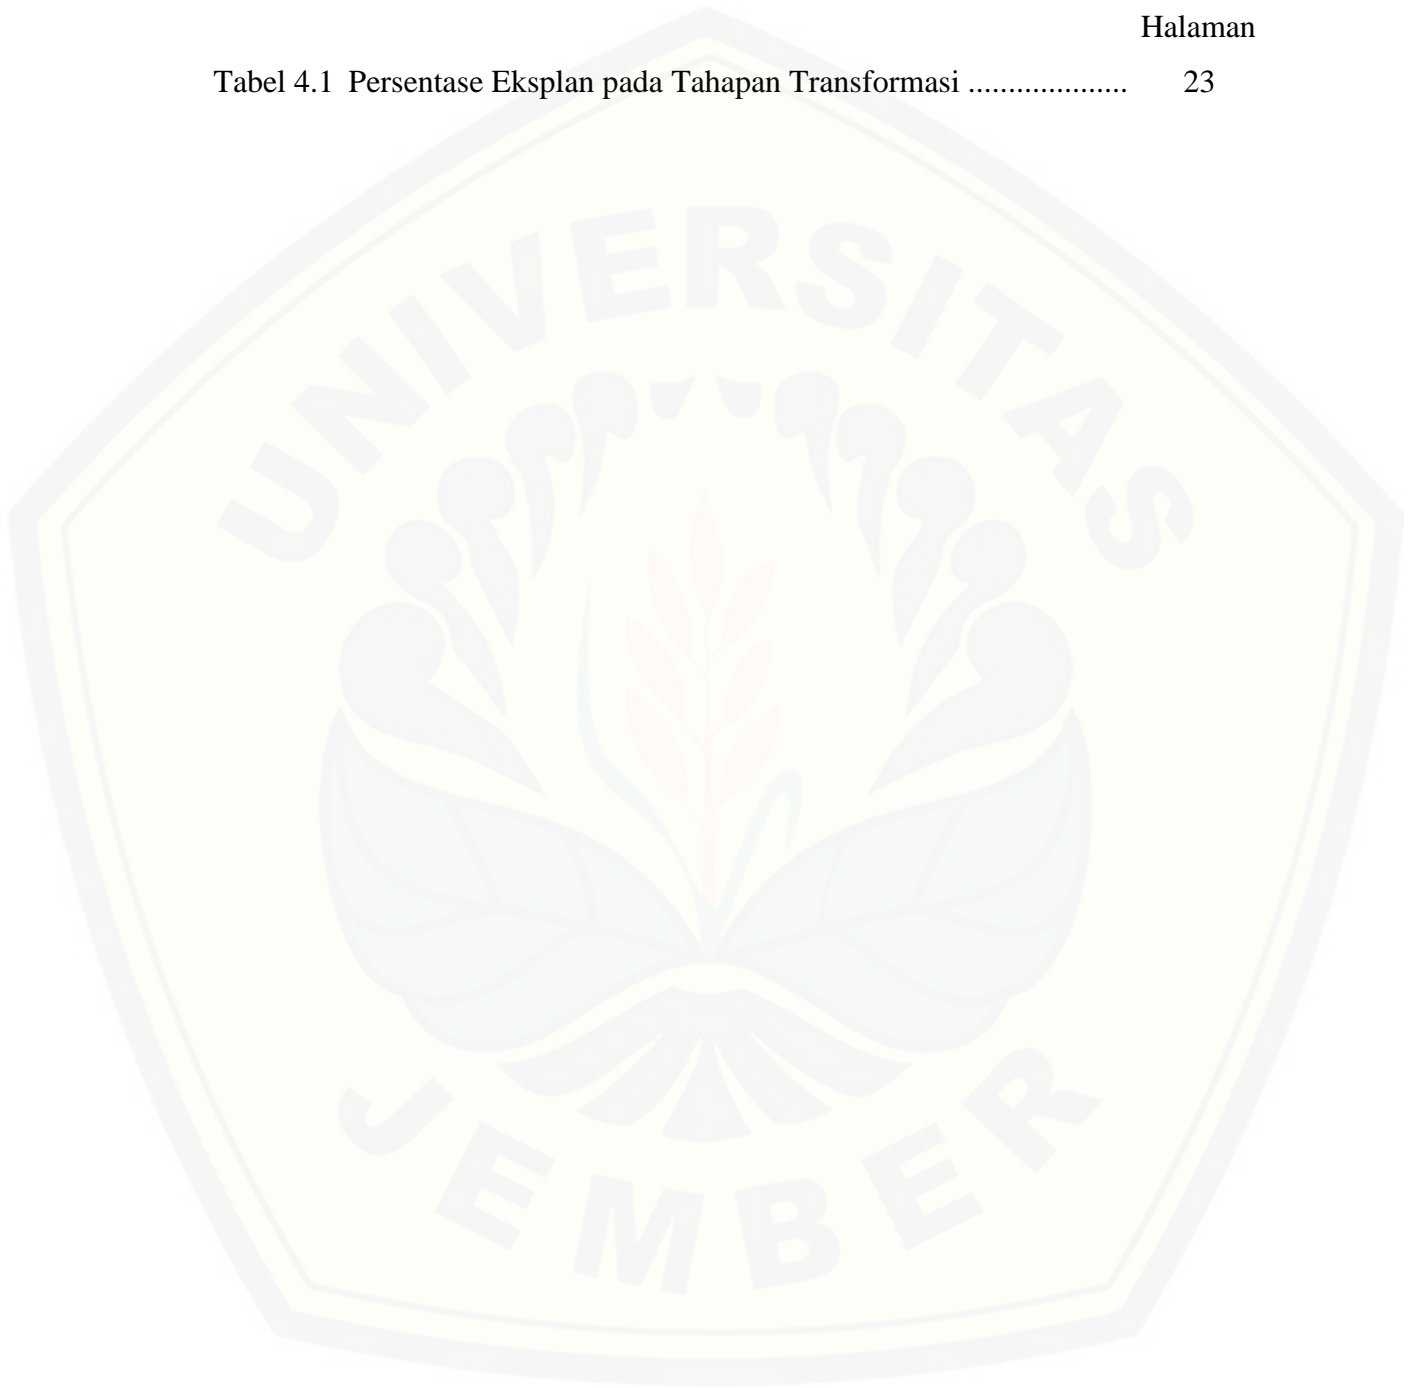 Halaman
Tabel 4.1 Persentase Eksplan pada Tahapan Transformasi .................... 23
UNIVERSITAS
JEMBER